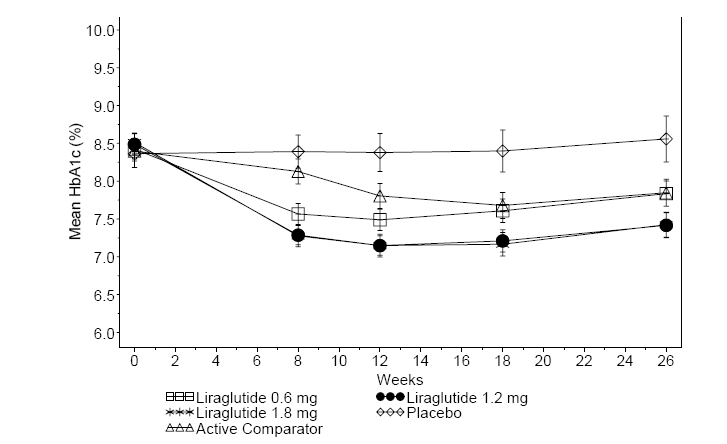 10.0
9.5
9.0
8.5
8.0
7.5
7.0
6.5
6.0
Mean HbA1c (%)
0 2 4 6 8 10 12 14 16 18 20 22 24 26
Weeks
Liraglutide 0.6 mg Liraglutide 1.2 mg
Liraglutide 1.8 mg Placebo
Active Comparator